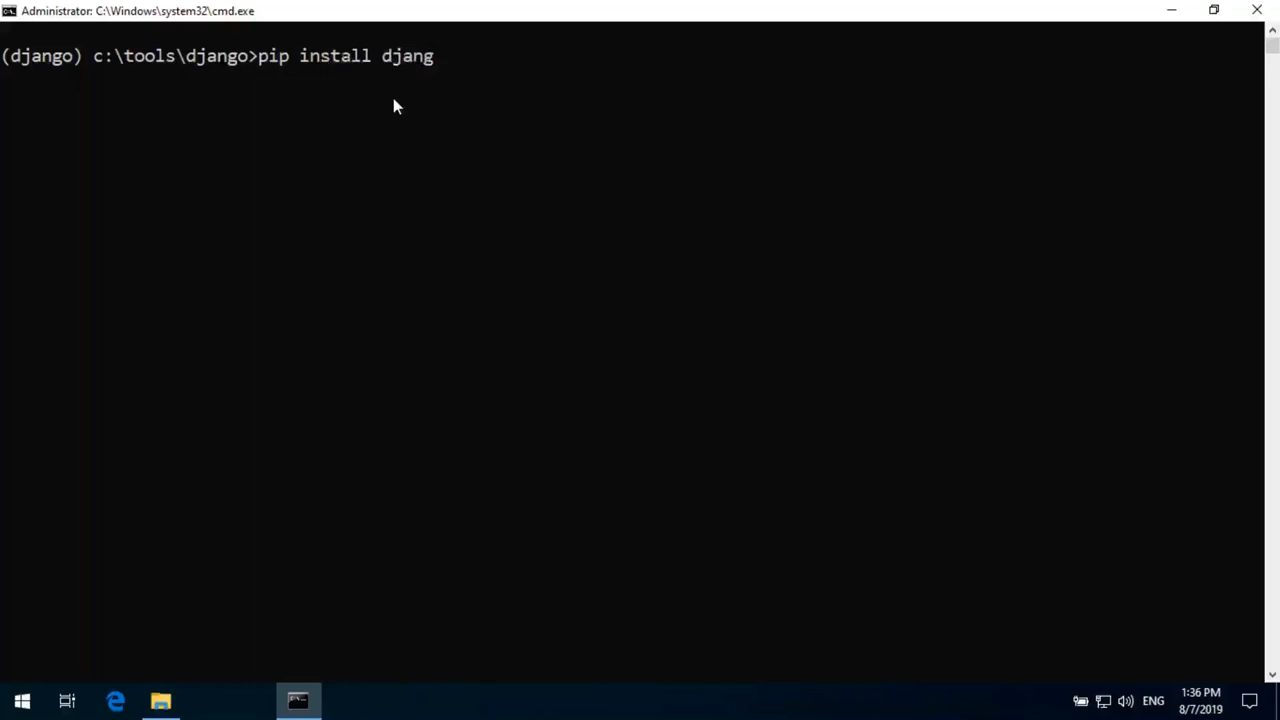 Administrator: C:\Windows\system32\cmd.exe
(django) c:\tools\django>pip install djang
ENG
1:36 PM
8/7/2019